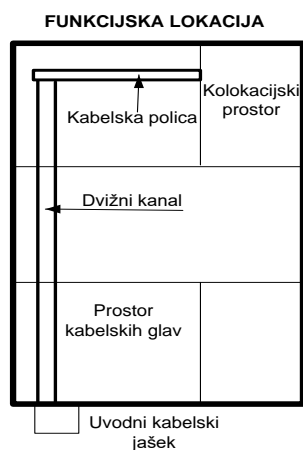 FUNKCIJSKA LOKACIJA
Kolokacijski
prostor
Kabelska polica
Dvižni kanal
Prostor
kabelskih glav
Uvodni kabelski
jašek